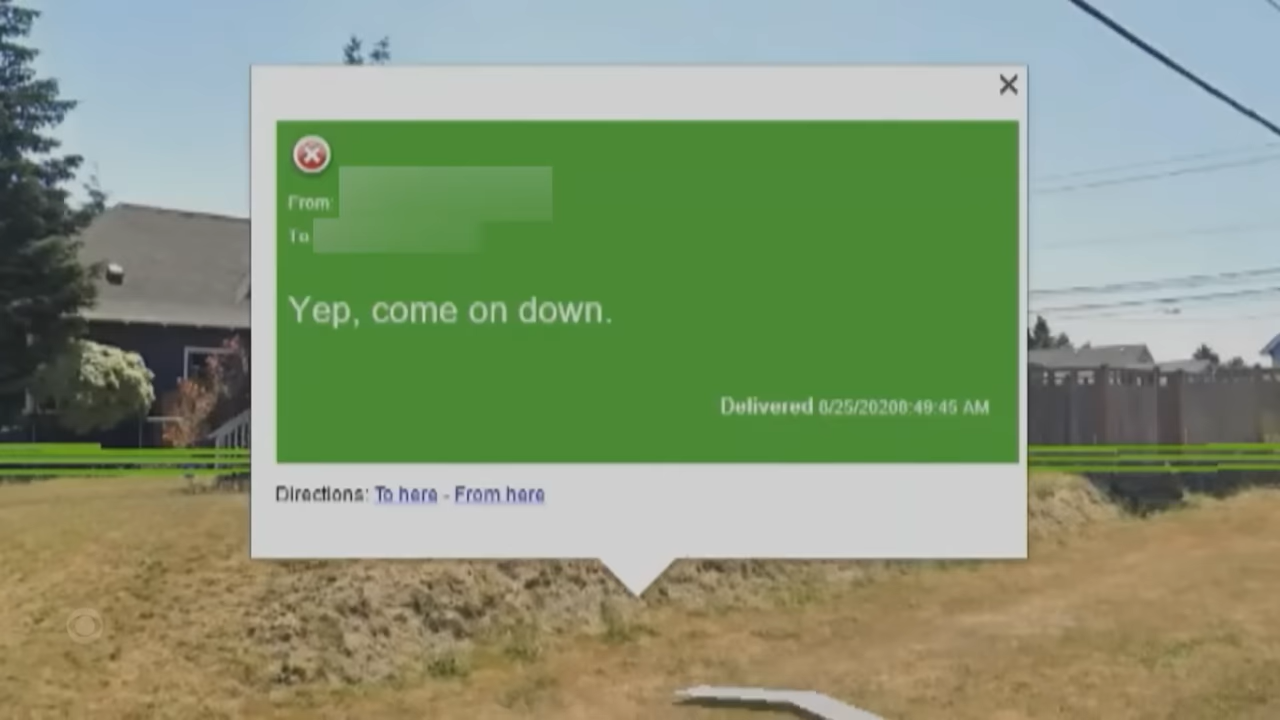 From:
To
Yep, come on down.
Delivered 8/25/20208:49:45 AM
Directions: To here - From here